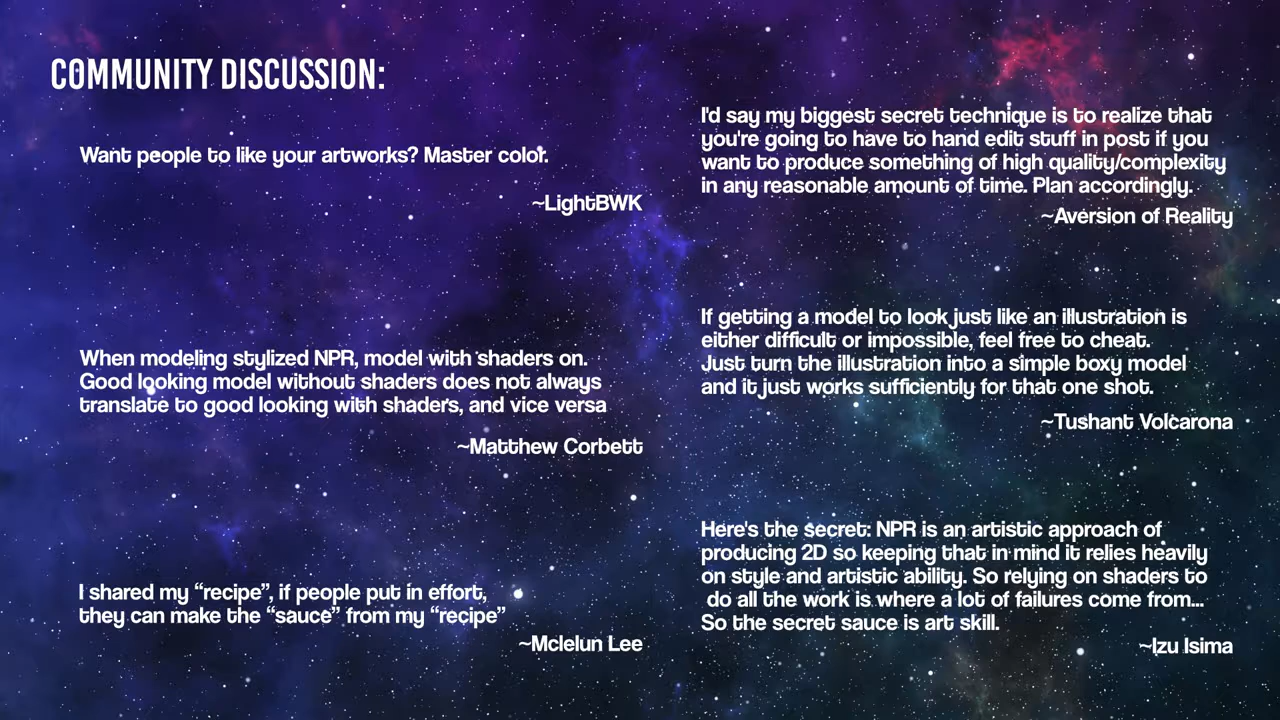 COMMUNITY DISCUSSION:
Want people to like your artworks? Master color.
~LightBWK
When modeling stylized NPR, model with shaders on.
Good looking model without shaders does not always
translate to good looking with shaders, and vice versa
~Matthew Corbett
I shared my “recipe”, if people put in effort,
they can make the “sauce” from my “recipe”
~Mclelun Lee
I'd say my biggest secret technique is to realize that
you're going to have to hand edit stuff in post if you
want to produce something of high quality/complexity
in any reasonable amount of time. Plan accordingly.
~Aversion of Reality
If getting a model to look just like an illustration is
either difficult or impossible, feel free to cheat.
Just turn the illustration into a simple boxy model
and it just works sufficiently for that one shot.
~Tushant Volcarona
Here's the secret: NPR is an artistic approach of
producing 2D so keeping that in mind it relies heavily
on style and artistic ability. So relying on shaders to
do all the work is where a lot of failures come from...
So the secret sauce is art skill.
~Izu Isima